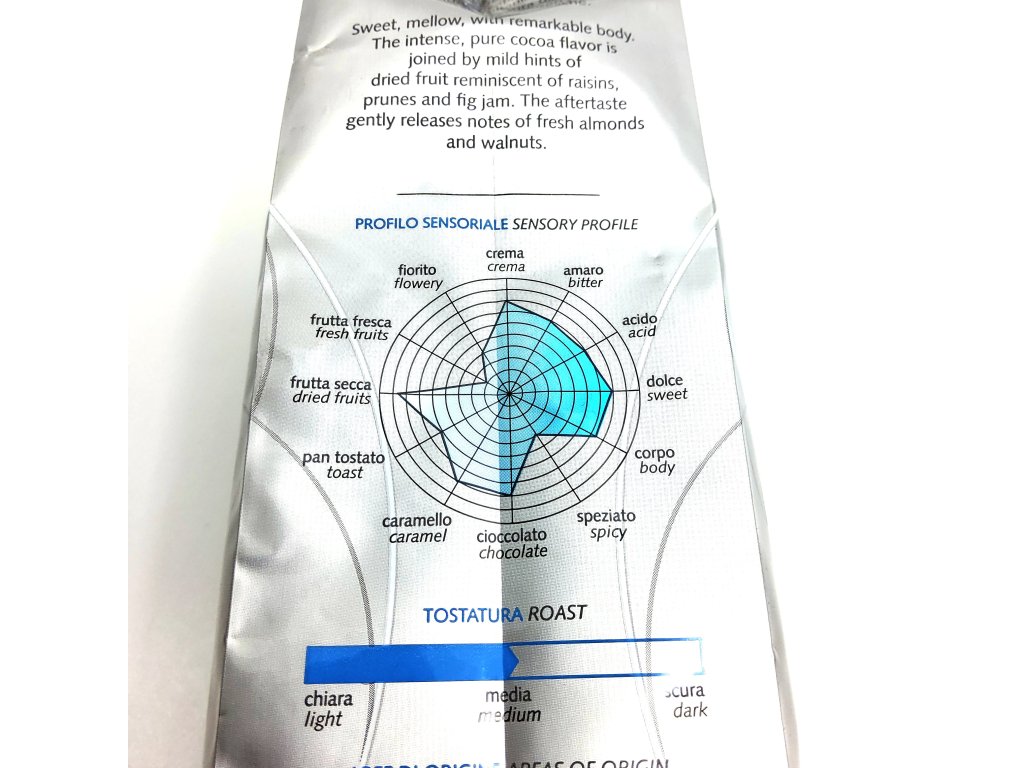 Sweet, mellow, with remarkable body.
The intense, pure cocoa flavor is
joined by mild hints of
dried fruit reminiscent of raisins,
prunes and fig jam. The aftertaste
gently releases notes of fresh almonds
and walnuts.
PROFILO SENSORIALE SENSORY PROFILE
crema
crema
amaro
bitter
acido
acid
dolce
sweet
corpo
body
speziato
spicy
cioccolato
chocolate
caramello
caramel
pan tostato
toast
frutta secca
dried fruits
frutta fresca
fresh fruits
fiorito
flowery
TOSTATURA ROAST
chiara
light
media
medium
scura
dark
AREAS OF ORIGIN